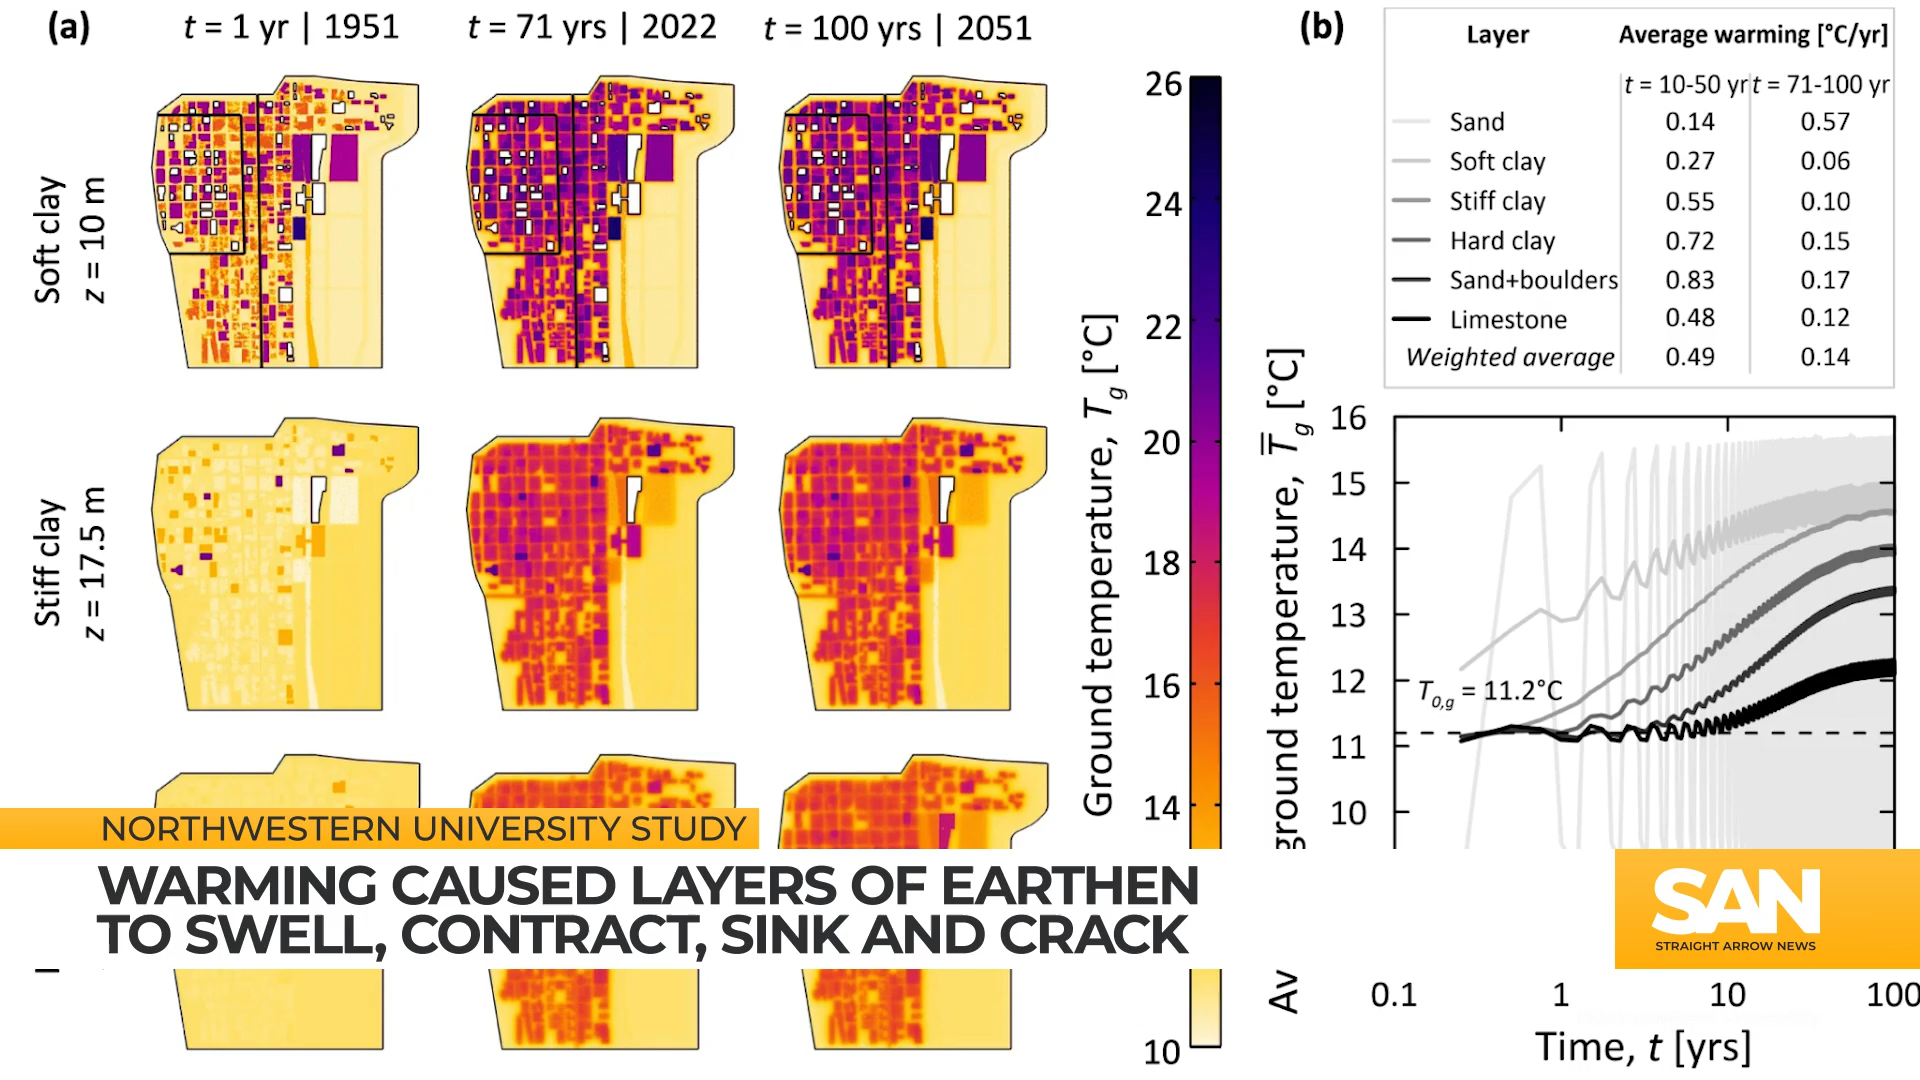 (a)
t = 1 yr | 1951
t = 71 yrs | 2022
t = 100 yrs | 2051
Soft clay
z = 10 m
Stiff clay
z = 17.5 m
Ground temperature, Tg [°C]
26
24
22
20
18
16
14
10
(b)
Layer Average warming [°C/yr]
t = 10-50 yr t = 71-100 yr
Sand 0.14 0.57
Soft clay 0.27 0.06
Stiff clay 0.55 0.10
Hard clay 0.72 0.15
Sand+boulders 0.83 0.17
Limestone 0.48 0.12
Weighted average 0.49 0.14
Av
ground temperature, T̅g [°C]
16
15
14
13
12
11
10
T0,g = 11.2°C
0.1 1 10 100
Time, t [yrs]
NORTHWESTERN UNIVERSITY STUDY
WARMING CAUSED LAYERS OF EARTHEN
TO SWELL, CONTRACT, SINK AND CRACK
SAN
STRAIGHT ARROW NEWS